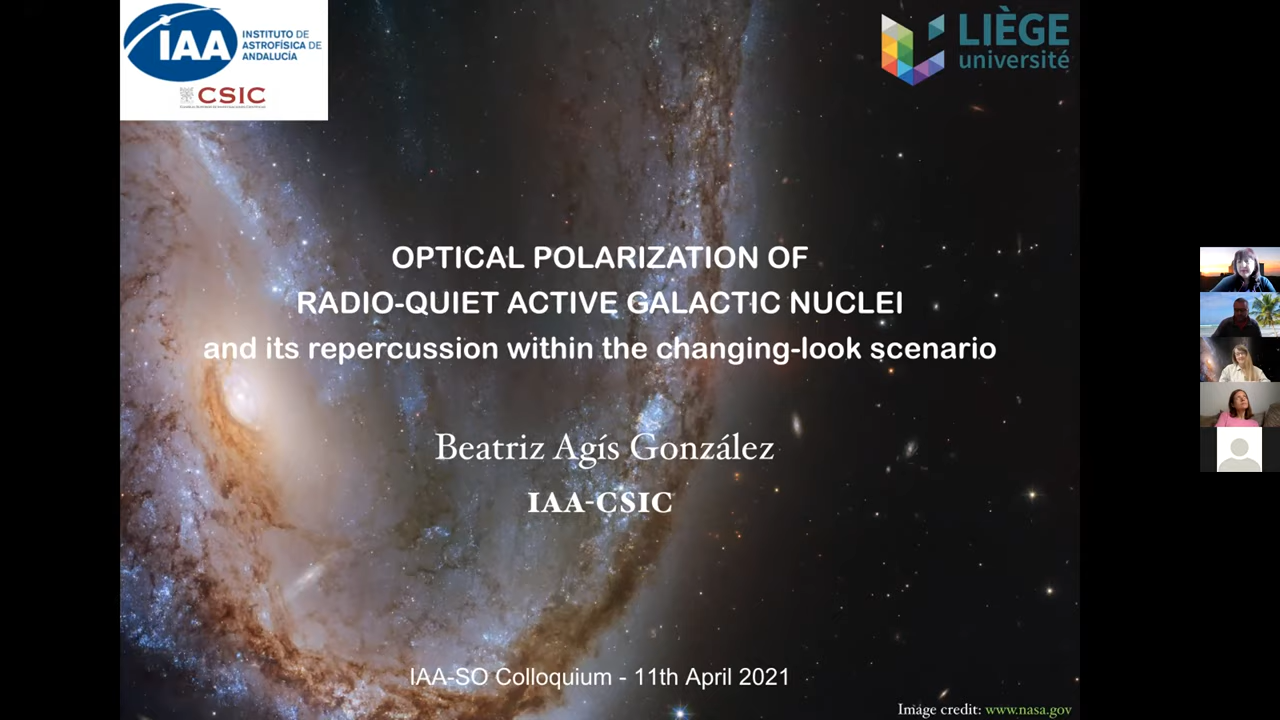 IAA
INSTITUTO DE
ASTROFÍSICA DE
ANDALUCÍA
CSIC
LIÈGE
université
OPTICAL POLARIZATION OF
RADIO-QUIET ACTIVE GALACTIC NUCLEI
and its repercussion within the changing-look scenario
Beatriz Agís González
IAA-CSIC
IAA-SO Colloquium - 11th April 2021
Image credit: www.nasa.gov